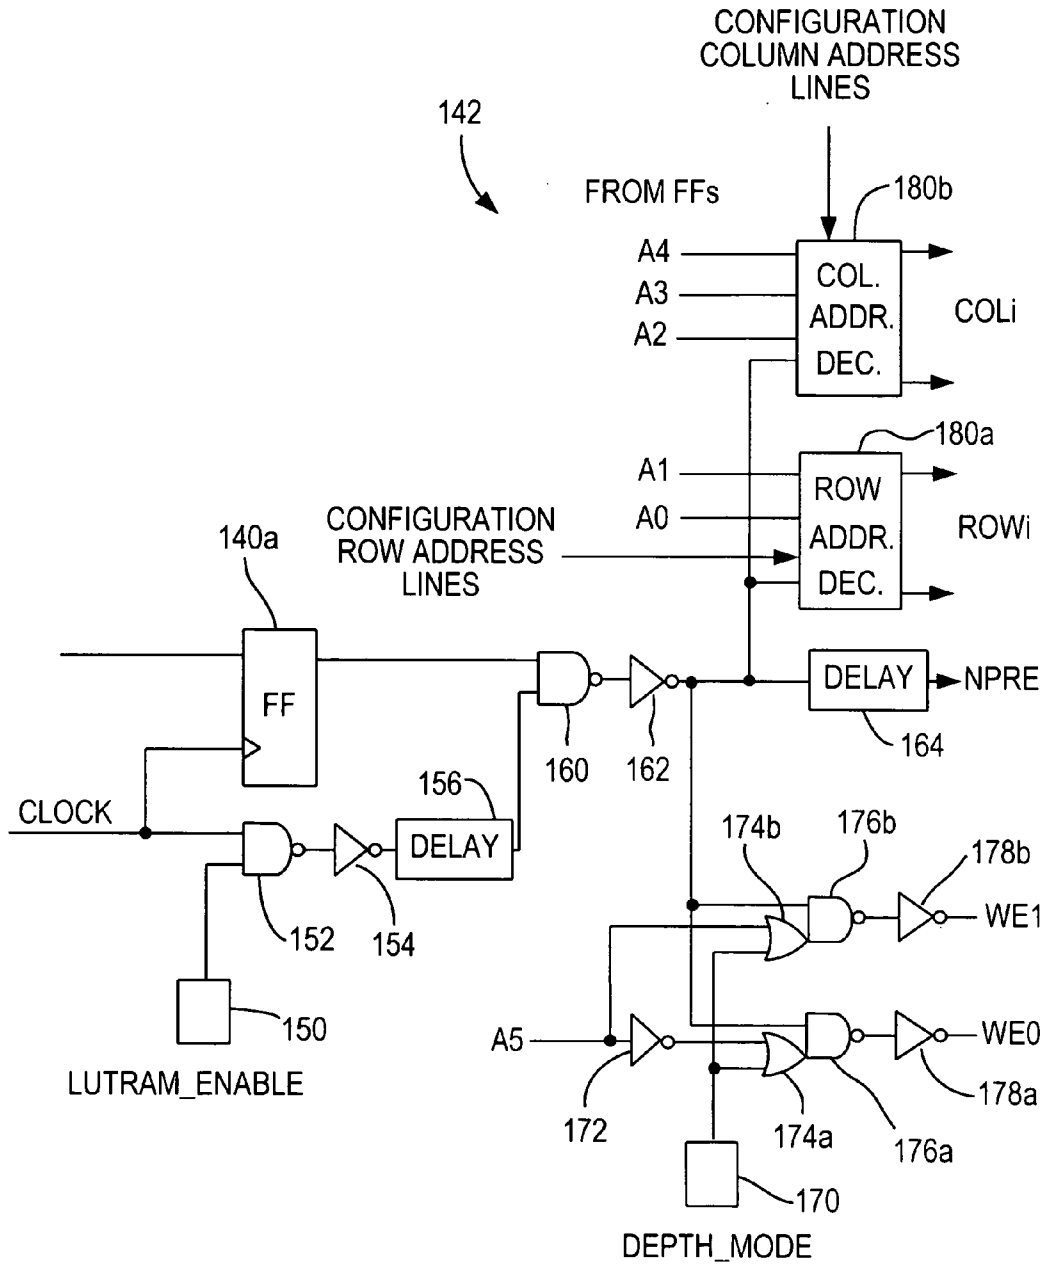 CONFIGURATION
COLUMN ADDRESS
LINES
142
FROM FFs
180b
A4
A3
A2
COL.
ADDR.
DEC.
COLi
180a
A1
A0
ROW
ADDR.
DEC.
ROWi
CONFIGURATION
ROW ADDRESS
LINES
140a
FF
DELAY
NPRE
160
162
164
CLOCK
156
DELAY
152
154
150
LUTRAM_ENABLE
174b
176b
178b
WE1
A5
WE0
172
174a
176a
178a
170
DEPTH_MODE